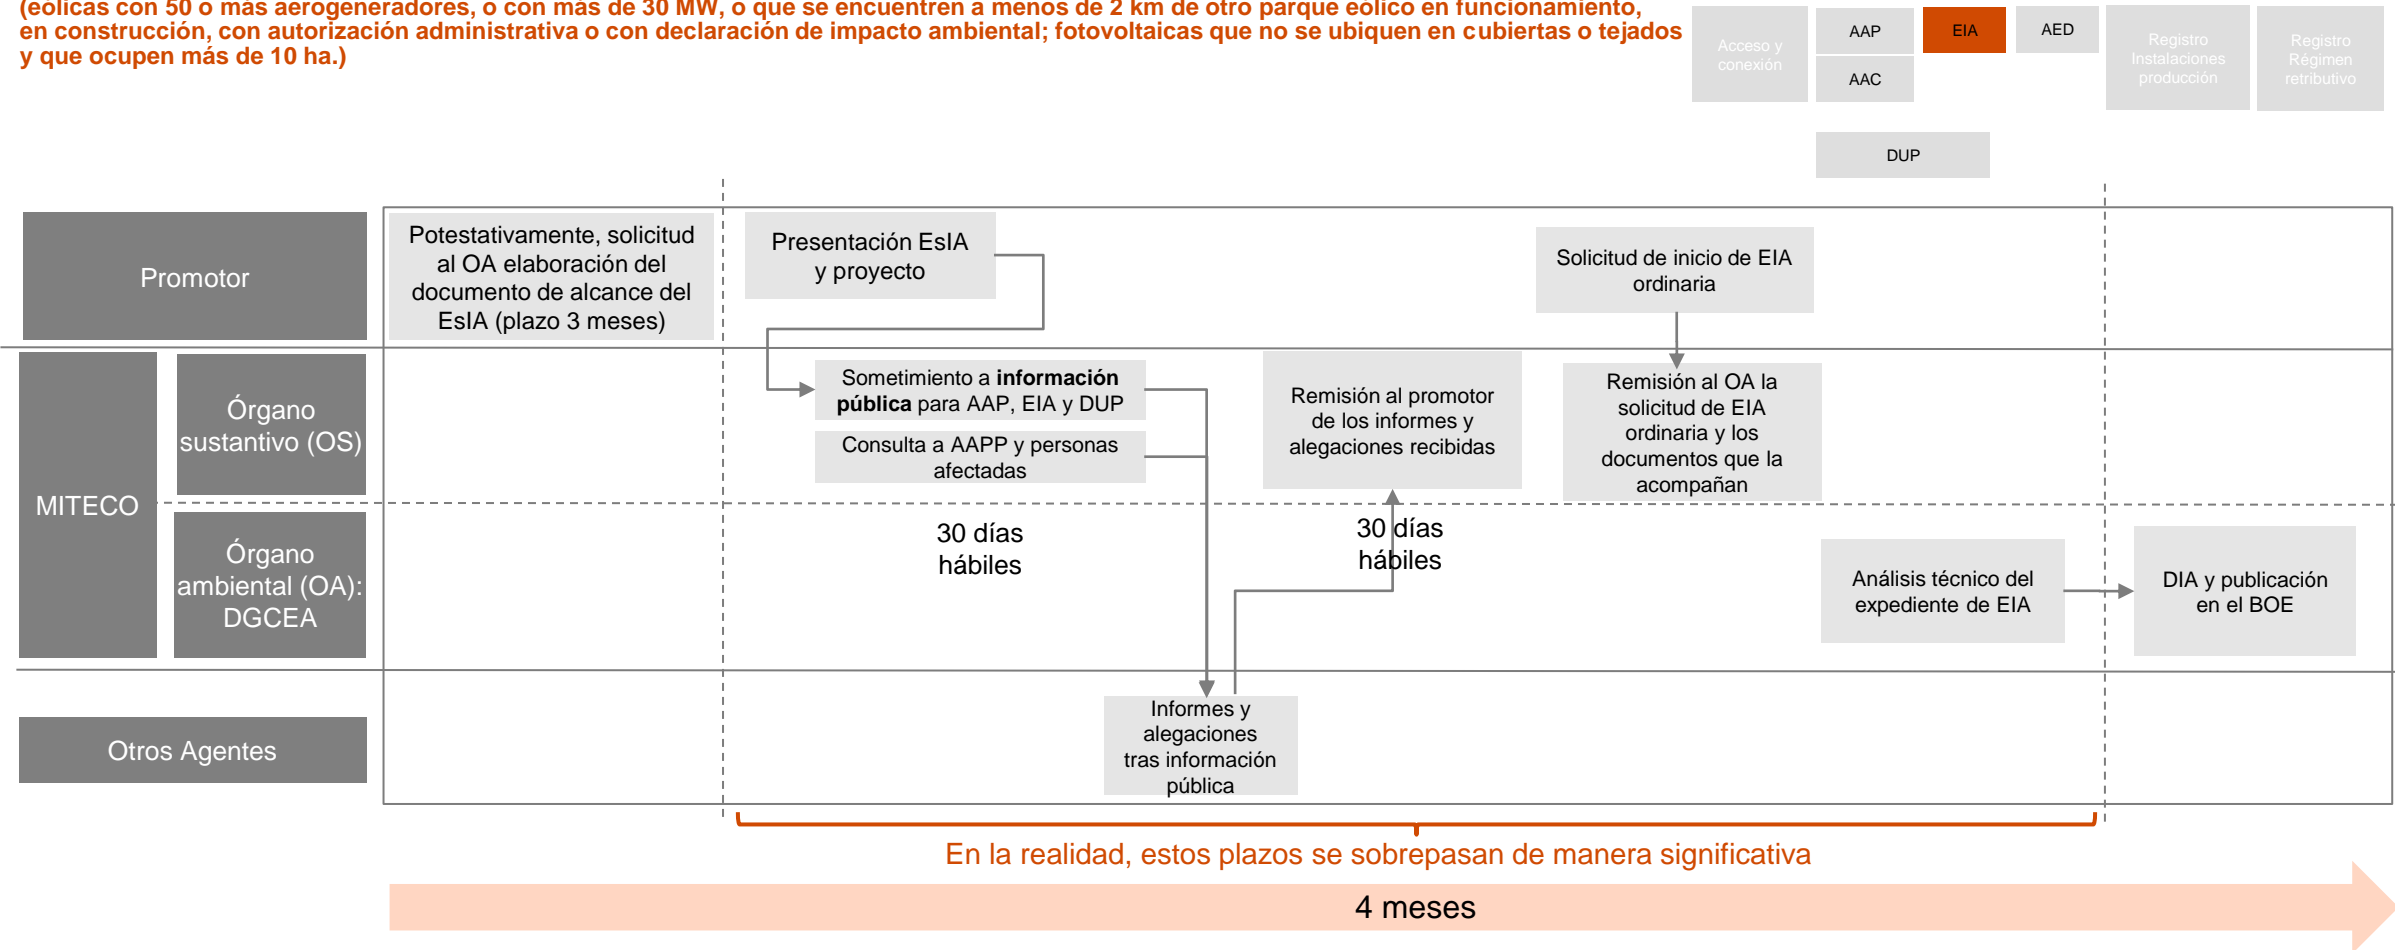 (eólicas con 50 o más aerogeneradores, o con más de 30 MW, o que se encuentren a menos de 2 km de otro parque eólico en funcionamiento,
en construcción, con autorización administrativa o con declaración de impacto ambiental; fotovoltaicas que no se ubiquen en cubiertas o tejados
y que ocupen más de 10 ha.)
Acceso y
conexión
AAP
AAC
EIA
AED
Registro
Instalaciones
producción
Registro
Régimen
retributivo
DUP
Promotor
Potestativamente, solicitud
al OA elaboración del
documento de alcance del
EsIA (plazo 3 meses)
Presentación EsIA
y proyecto
Solicitud de inicio de EIA
ordinaria
MITECO
Órgano
sustantivo (OS)
Sometimiento a información
pública para AAP, EIA y DUP
Consulta a AAPP y personas
afectadas
Remisión al promotor
de los informes y
alegaciones recibidas
Remisión al OA la
solicitud de EIA
ordinaria y los
documentos que la
acompañan
Órgano
ambiental (OA):
DGCEA
30 días
hábiles
30 días
hábiles
Análisis técnico del
expediente de EIA
DIA y publicación
en el BOE
Otros Agentes
Informes y
alegaciones
tras información
pública
En la realidad, estos plazos se sobrepasan de manera significativa
4 meses